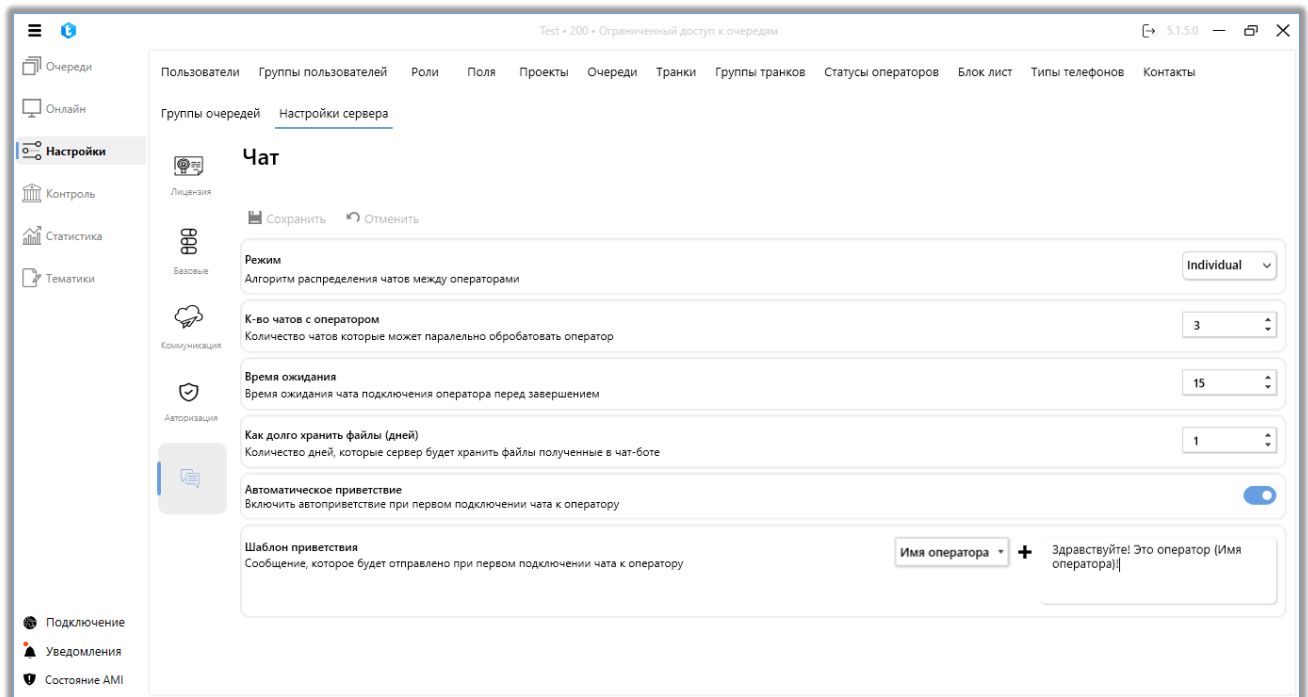 Test • 200 • Ограниченный доступ к очередям
5.1.5.0
Очереди
Онлайн
Настройки
Контроль
Статистика
Тематики
Подключение
Уведомления
Состояние AMI
Пользователи Группы пользователей Роли Поля Проекты Очереди Транки Группы транков Статусы операторов Блок лист Типы телефонов Контакты
Группы очередей Настройки сервера
Лицензия
Базовые
Коммуникация
Авторизация
Чат
Сохранить Отменить
Режим
Алгоритм распределения чатов между операторами
Individual
К-во чатов с оператором
Количество чатов которые может паралельно обробатовать оператор
3
Время ожидания
Время ожидания чата подключения оператора перед завершением
15
Как долго хранить файлы (дней)
Количество дней, которые сервер будет хранить файлы полученные в чат-боте
1
Автоматическое приветствие
Включить автоприветствие при первом подключении чата к оператору
Шаблон приветствия
Сообщение, которое будет отправлено при первом подключении чата к оператору
Имя оператора
Здравствуйте! Это оператор {Имя
оператора}!